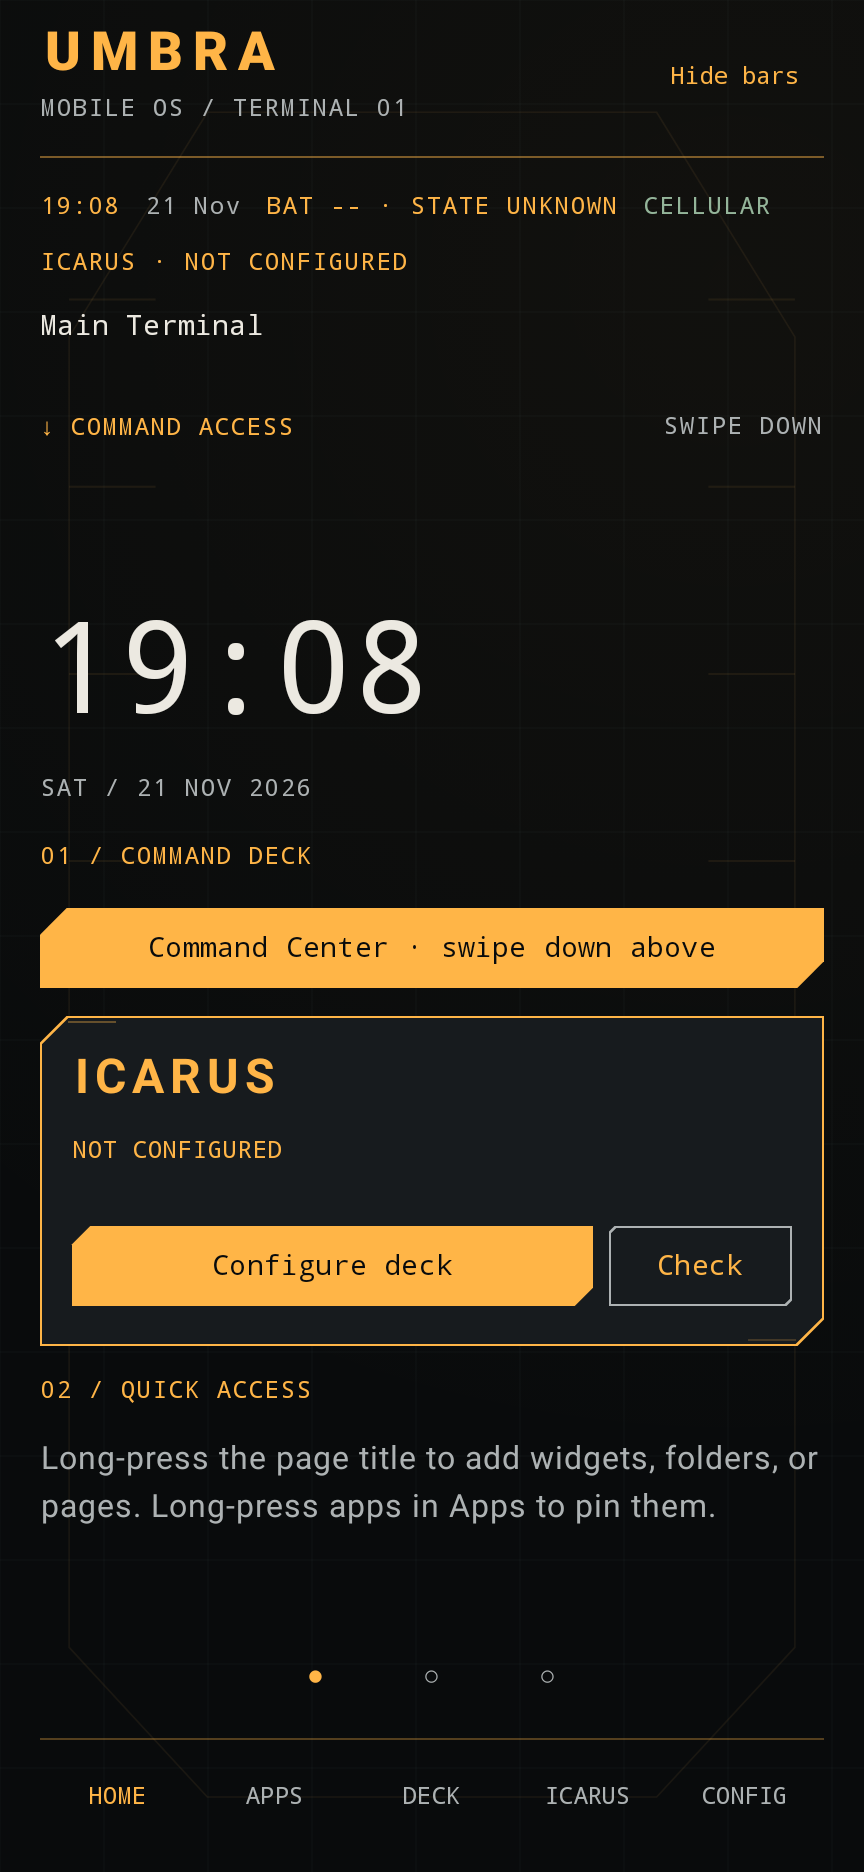 UMBRA
Hide bars
MOBILE OS / TERMINAL 01
19:08 21 Nov BAT -- · STATE UNKNOWN CELLULAR
ICARUS · NOT CONFIGURED
Main Terminal
↓ COMMAND ACCESS SWIPE DOWN
19:08
SAT / 21 NOV 2026
01 / COMMAND DECK
Command Center · swipe down above
ICARUS
NOT CONFIGURED
Configure deck Check
02 / QUICK ACCESS
Long-press the page title to add widgets, folders, or
pages. Long-press apps in Apps to pin them.
HOME APPS DECK ICARUS CONFIG